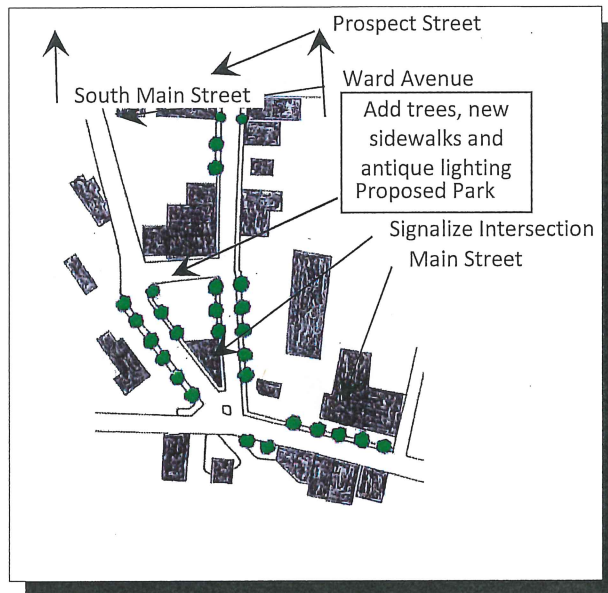 Prospect Street
Ward Avenue
South Main Street
Add trees, new
sidewalks and
antique lighting
Proposed Park
Signalize Intersection
Main Street